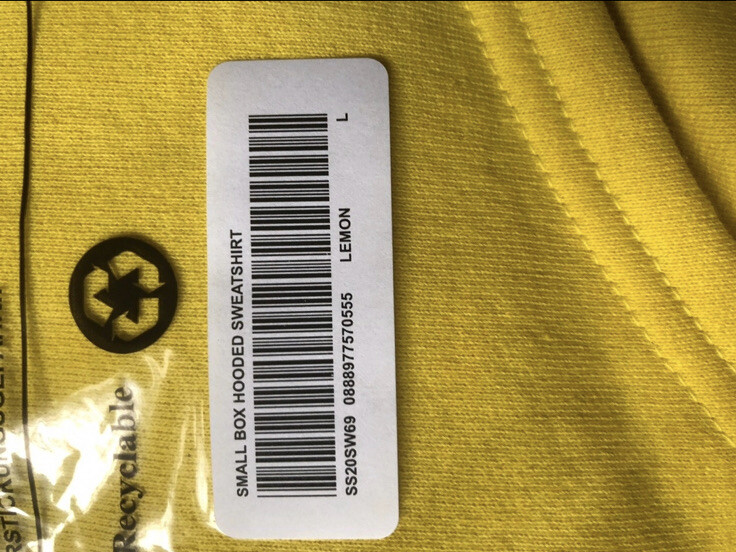 SMALL BOX HOODED SWEATSHIRT
SS20SW69 0888977570555 LEMON L
Recyclable